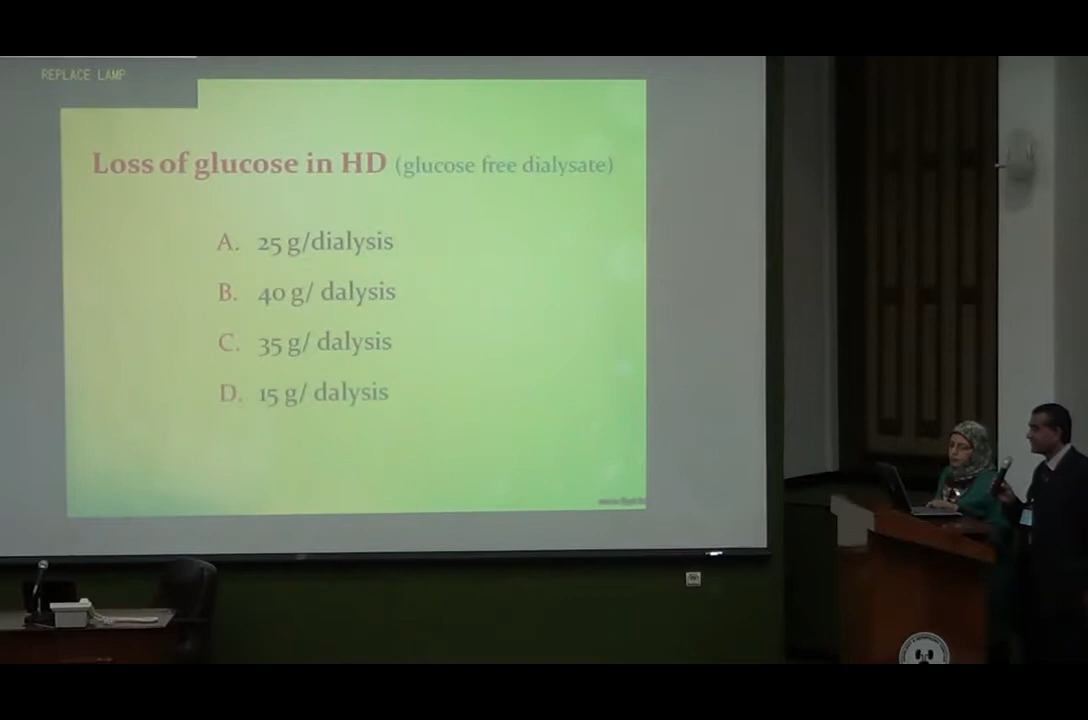 REPLACE LAMP
Loss of glucose in HD (glucose free dialysate)
A. 25 g/dialysis
B. 40 g/ dalysis
C. 35 g/ dalysis
D. 15 g/ dalysis